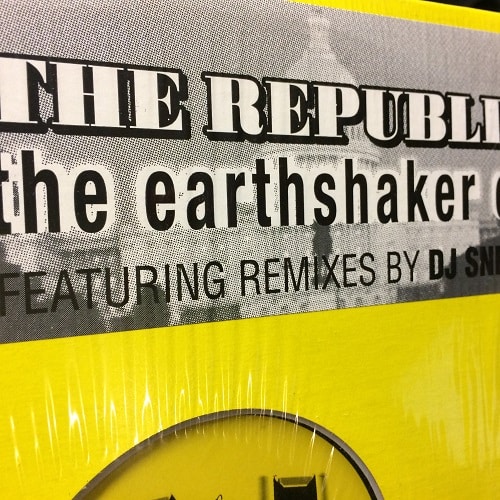 THE REPUBLI
the earthshaker
FEATURING REMIXES BY DJ SN